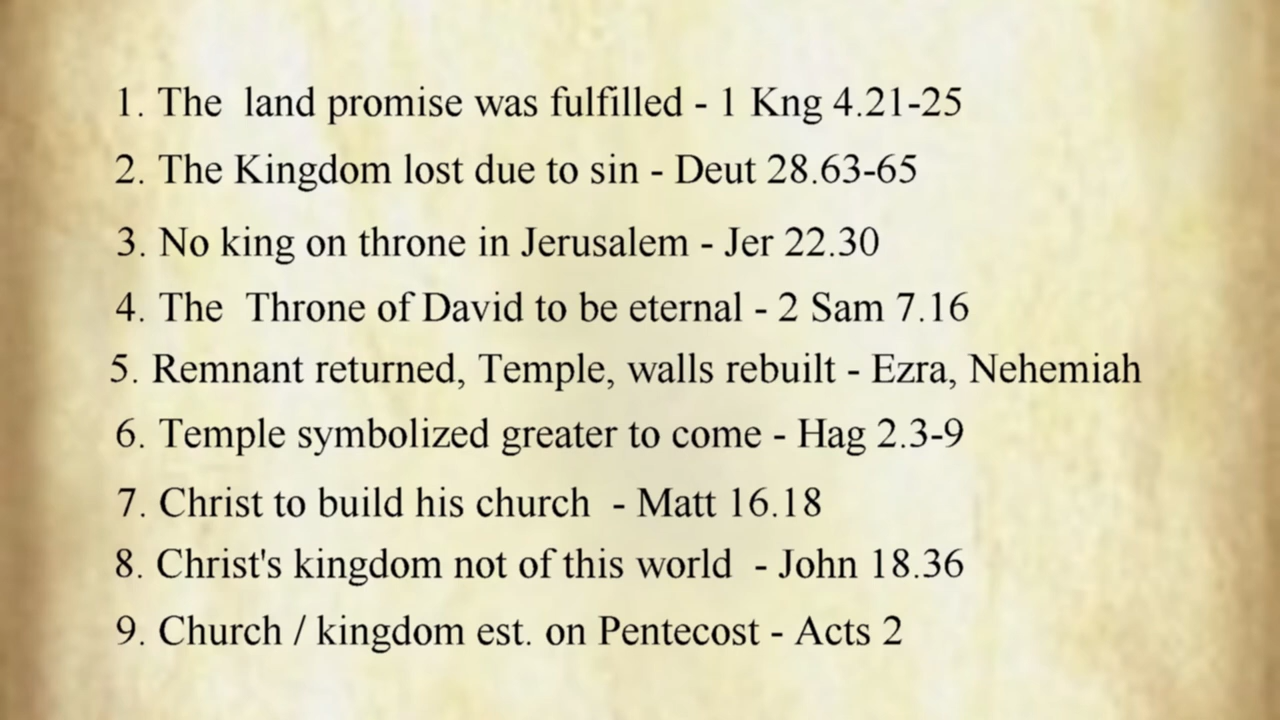 1. The land promise was fulfilled - 1 Kng 4.21-25
2. The Kingdom lost due to sin - Deut 28.63-65
3. No king on throne in Jerusalem - Jer 22.30
4. The Throne of David to be eternal - 2 Sam 7.16
5. Remnant returned, Temple, walls rebuilt - Ezra, Nehemiah
6. Temple symbolized greater to come - Hag 2.3-9
7. Christ to build his church - Matt 16.18
8. Christ's kingdom not of this world - John 18.36
9. Church / kingdom est. on Pentecost - Acts 2